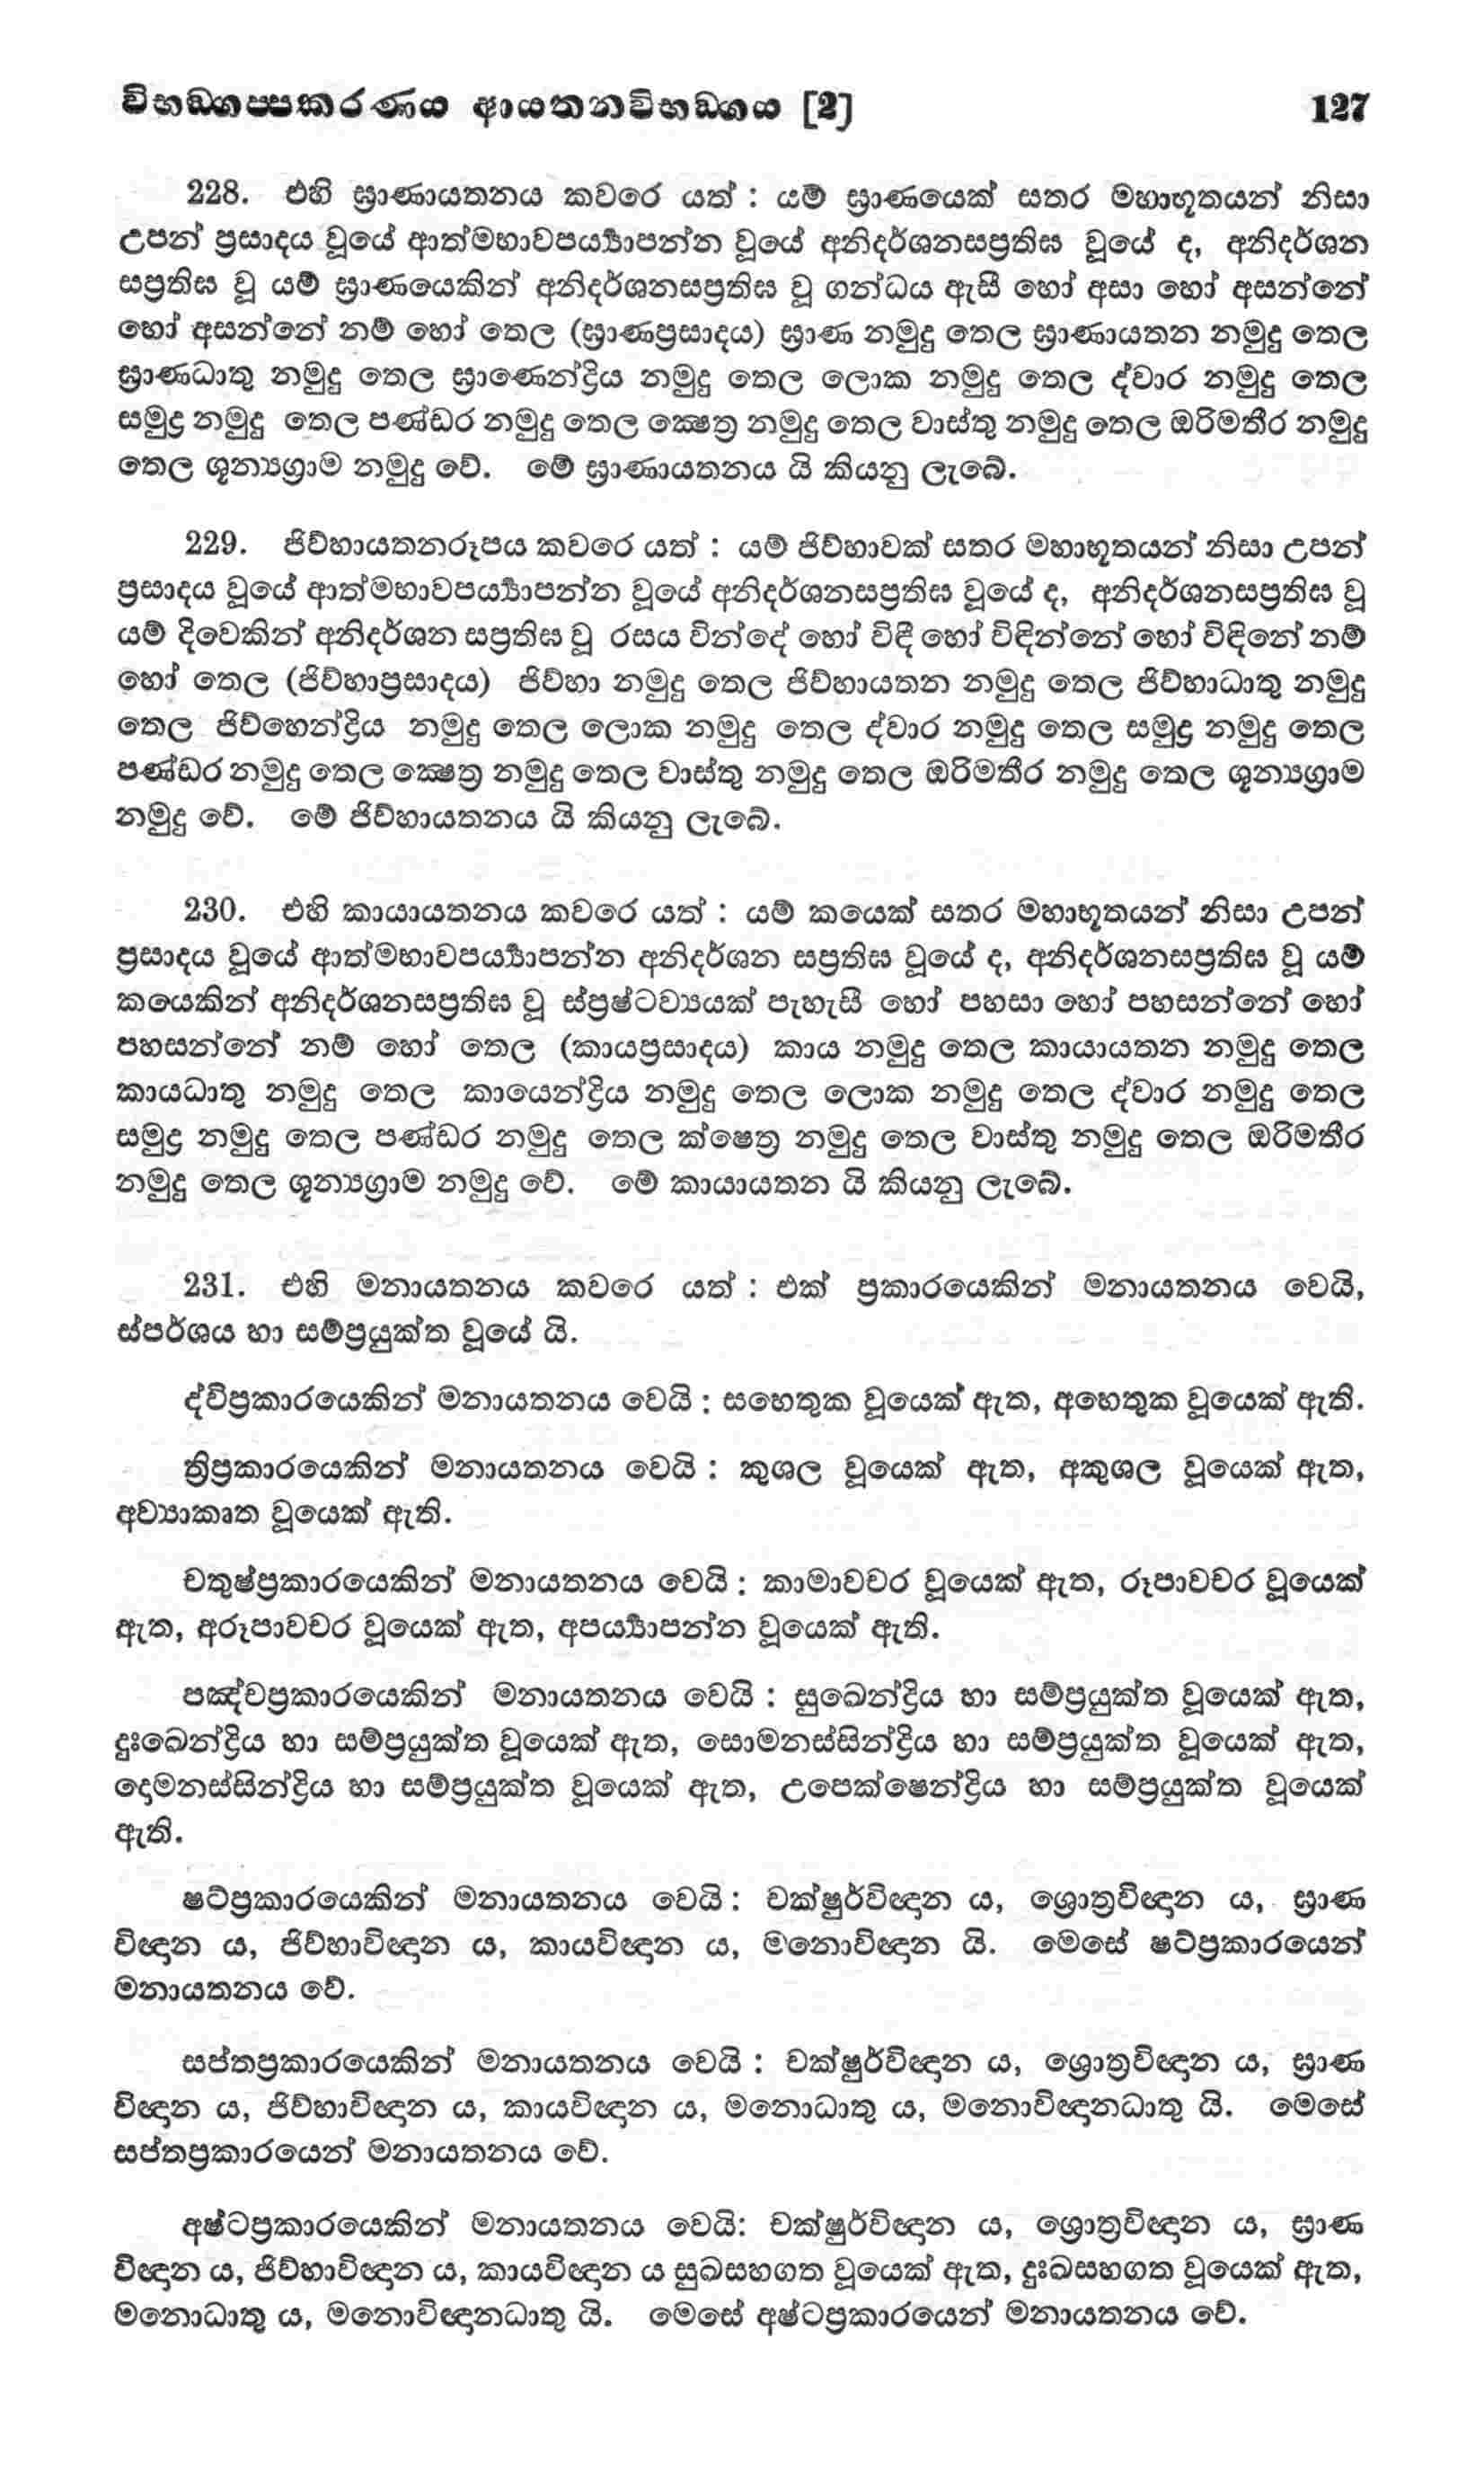 විභඞ්ගප්පකරණය ආයතනවිභඞ්ගය [2] 127
228. එහි ඝ්‍රාණායතනය කවරෙ යත් : යම් ඝ්‍රාණයෙක් සතර මහාභූතයන් නිසා
උපන් ප්‍රසාදය වූයේ ආත්මභාවපර්‍ය්‍යාපන්න වූයේ අනිදර්ශනසප්‍රතිඝ වූයේ ද, අනිදර්ශන
සප්‍රතිඝ වූ යම් ඝ්‍රාණයෙකින් අනිදර්ශනසප්‍රතිඝ වූ ගන්ධය ඇසී හෝ අසා හෝ අසන්නේ
හෝ අසන්නේ නම් හෝ තෙල (ඝ්‍රාණප්‍රසාදය) ඝ්‍රාණ නමුදු තෙල ඝ්‍රාණායතන නමුදු තෙල
ඝ්‍රාණධාතු නමුදු තෙල ඝ්‍රාණෙන්ද්‍රිය නමුදු තෙල ලොක නමුදු තෙල ද්වාර නමුදු තෙල
සමුද්‍ර නමුදු තෙල පණ්ඩර නමුදු තෙල ක්‍ෂෙත්‍ර නමුදු තෙල වාස්තු නමුදු තෙල ඔරිමතීර නමුදු
තෙල ශූන්‍යග්‍රාම නමුදු වේ. මේ ඝ්‍රාණායතනය යි කියනු ලැබේ.
229. ජිව්හායතනරූපය කවරෙ යත් : යම් ජිව්හාවක් සතර මහාභූතයන් නිසා උපන්
ප්‍රසාදය වූයේ ආත්මභාවපර්‍ය්‍යාපන්න වූයේ අනිදර්ශනසප්‍රතිඝ වූයේ ද, අනිදර්ශනසප්‍රතිඝ වූ
යම් දිවෙකින් අනිදර්ශන සප්‍රතිඝ වූ රසය වින්දේ හෝ විඳී හෝ විඳින්නේ හෝ විඳිනේ නම්
හෝ තෙල (ජිව්හාප්‍රසාදය) ජිව්හා නමුදු තෙල ජිව්හායතන නමුදු තෙල ජිව්හාධාතු නමුදු
තෙල ජිව්හෙන්ද්‍රිය නමුදු තෙල ලොක නමුදු තෙල ද්වාර නමුදු තෙල සමුද්‍ර නමුදු තෙල
පණ්ඩර නමුදු තෙල ක්‍ෂෙත්‍ර නමුදු තෙල වාස්තු නමුදු තෙල ඔරිමතීර නමුදු තෙල ශූන්‍යග්‍රාම
නමුදු වේ. මේ ජිව්හායතනය යි කියනු ලැබේ.
230. එහි කායායතනය කවරෙ යත් : යම් කයෙක් සතර මහාභූතයන් නිසා උපන්
ප්‍රසාදය වූයේ ආත්මභාවපර්‍ය්‍යාපන්න අනිදර්ශන සප්‍රතිඝ වූයේ ද, අනිදර්ශනසප්‍රතිඝ වූ යම්
කයෙකින් අනිදර්ශනසප්‍රතිඝ වූ ස්ප්‍රෂ්ටව්‍යයක් පැහැසී හෝ පහසා හෝ පහසන්නේ හෝ
පහසන්නේ නම් හෝ තෙල (කායප්‍රසාදය) කාය නමුදු තෙල කායායතන නමුදු තෙල
කායධාතු නමුදු තෙල කායෙන්ද්‍රිය නමුදු තෙල ලොක නමුදු තෙල ද්වාර නමුදු තෙල
සමුද්‍ර නමුදු තෙල පණ්ඩර නමුදු තෙල ක්ෂෙත්‍ර නමුදු තෙල වාස්තු නමුදු තෙල ඔරිමතීර
නමුදු තෙල ශූන්‍යග්‍රාම නමුදු වේ. මේ කායායතන යි කියනු ලැබේ.
231. එහි මනායතනය කවරෙ යත් : එක් ප්‍රකාරයෙකින් මනායතනය වෙයි,
ස්පර්ශය හා සම්ප්‍රයුක්ත වූයේ යි.
ද්විප්‍රකාරයෙකින් මනායතනය වෙයි : සහෙතුක වූයෙක් ඇත, අහෙතුක වූයෙක් ඇති.
ත්‍රිප්‍රකාරයෙකින් මනායතනය වෙයි : කුශල වූයෙක් ඇත, අකුශල වූයෙක් ඇත,
අව්‍යාකෘත වූයෙක් ඇති.
චතුෂ්ප්‍රකාරයෙකින් මනායතනය වෙයි : කාමාවචර වූයෙක් ඇත, රූපාවචර වූයෙක්
ඇත, අරූපාවචර වූයෙක් ඇත, අපර්‍ය්‍යාපන්න වූයෙක් ඇති.
පඤ්චප්‍රකාරයෙකින් මනායතනය වෙයි : සුඛෙන්ද්‍රිය හා සම්ප්‍රයුක්ත වූයෙක් ඇත,
දුඃඛෙන්ද්‍රිය හා සම්ප්‍රයුක්ත වූයෙක් ඇත, සොමනස්සින්ද්‍රිය හා සම්ප්‍රයුක්ත වූයෙක් ඇත,
දොමනස්සින්ද්‍රිය හා සම්ප්‍රයුක්ත වූයෙක් ඇත, උපෙක්ෂෙන්ද්‍රිය හා සම්ප්‍රයුක්ත වූයෙක්
ඇති.
ෂට්ප්‍රකාරයෙකින් මනායතනය වෙයි : චක්ෂුර්විඥාන ය, ශ්‍රොත්‍රවිඥාන ය, ඝ්‍රාණ
විඥාන ය, ජිව්හාවිඥාන ය, කායවිඥාන ය, මනොවිඥාන යි. මෙසේ ෂට්ප්‍රකාරයෙන්
මනායතනය වේ.
සප්තප්‍රකාරයෙකින් මනායතනය වෙයි : චක්ෂුර්විඥාන ය, ශ්‍රොත්‍රවිඥාන ය, ඝ්‍රාණ
විඥාන ය, ජිව්හාවිඥාන ය, කායවිඥාන ය, මනොධාතු ය, මනොවිඥානධාතු යි. මෙසේ
සප්තප්‍රකාරයෙන් මනායතනය වේ.
අෂ්ටප්‍රකාරයෙකින් මනායතනය වෙයි: චක්ෂුර්විඥාන ය, ශ්‍රොත්‍රවිඥාන ය, ඝ්‍රාණ
විඥාන ය, ජිව්හාවිඥාන ය, කායවිඥාන ය සුඛසහගත වූයෙක් ඇත, දුඃඛසහගත වූයෙක් ඇත,
මනොධාතු ය, මනොවිඥානධාතු යි. මෙසේ අෂ්ටප්‍රකාරයෙන් මනායතනය වේ.